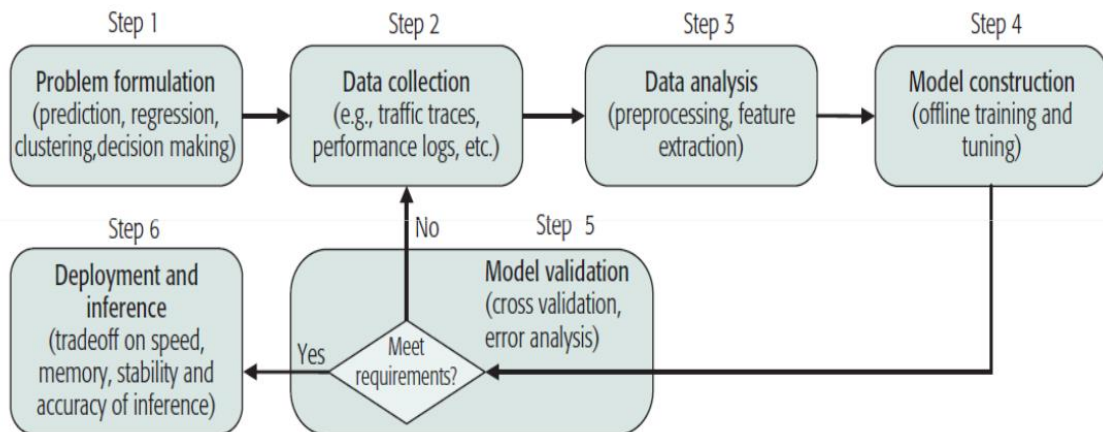 Step 1
Problem formulation
(prediction, regression,
clustering,decision making)
Step 2
Data collection
(e.g., traffic traces,
performance logs, etc.)
Step 3
Data analysis
(preprocessing, feature
extraction)
Step 4
Model construction
(offline training and
tuning)
Step 5
Model validation
(cross validation,
error analysis)
Meet
requirements?
No
Yes
Step 6
Deployment and
inference
(tradeoff on speed,
memory, stability and
accuracy of inference)